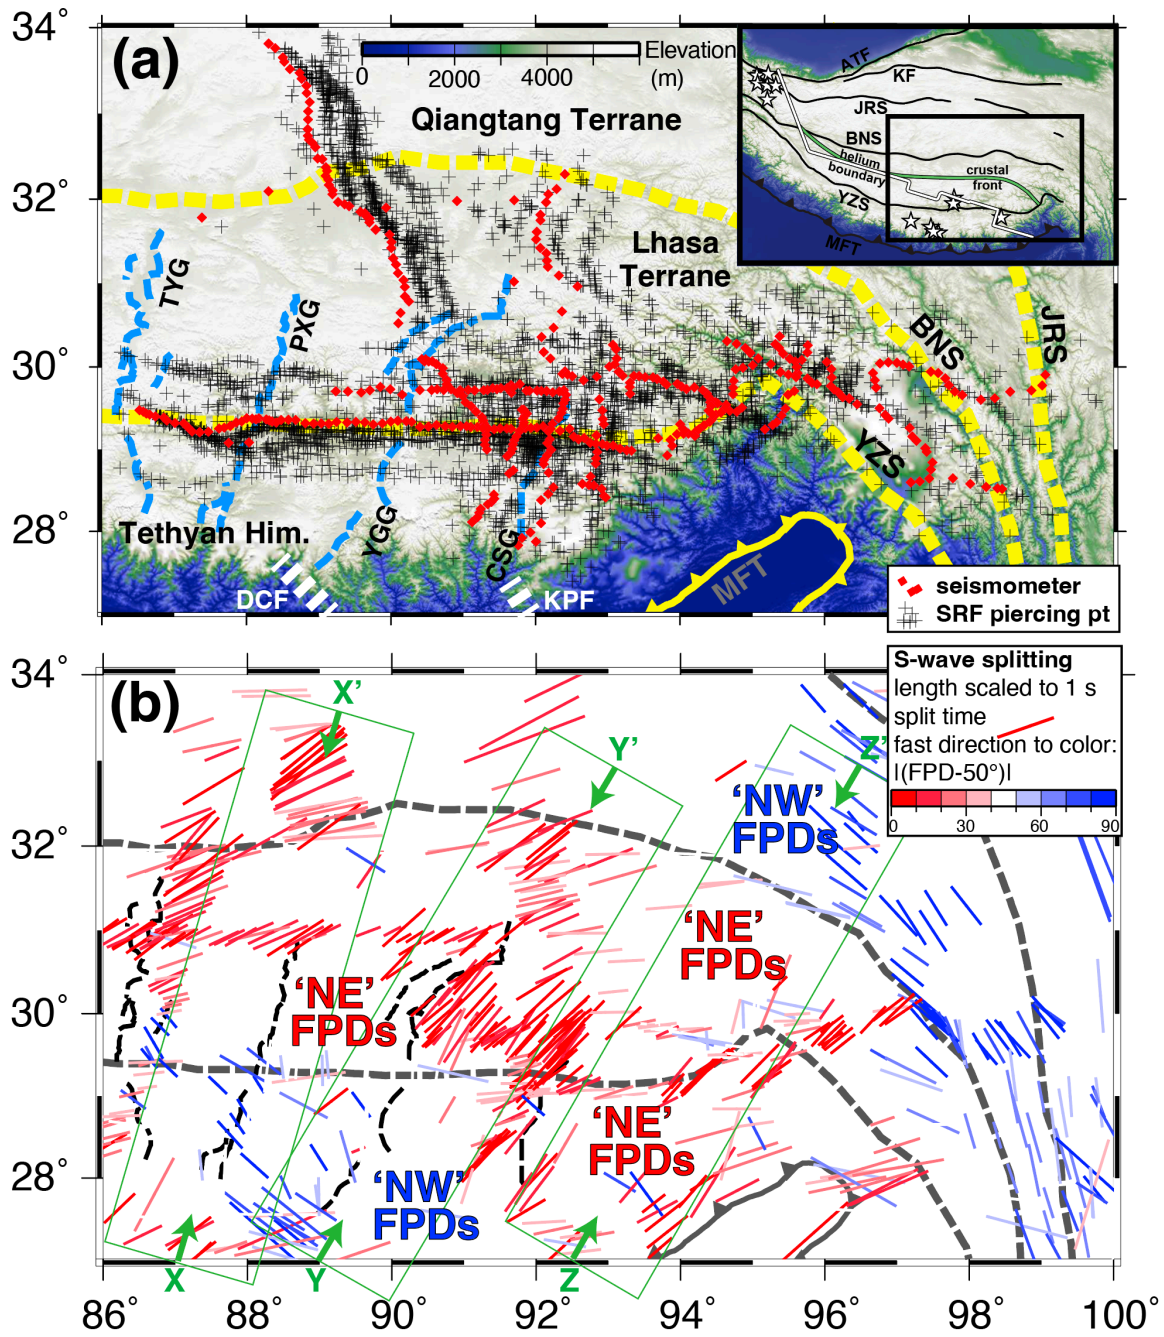 34°
(a)
Elevation
0
2000
4000
(m)
Qiangtang Terrane
ATF
KF
JRS
BNS
helium
boundary
crustal
front
YZS
MFT
32°
Lhasa
Terrane
TYG
PXG
BNS
JRS
30°
YZS
28°
Tethyan Him.
YGG
CSG
DCF
KPF
MFT
seismometer
SRF piercing pt
34°
(b)
X'
Y'
Z'
S-wave splitting
length scaled to 1 s
split time
fast direction to color:
|(FPD-50°)|
0
30
60
90
'NW'
FPDs
32°
'NE'
FPDs
'NE'
FPDs
30°
'NE'
FPDs
28°
'NW'
FPDs
X
Y
Z
86°
88°
90°
92°
94°
96°
98°
100°